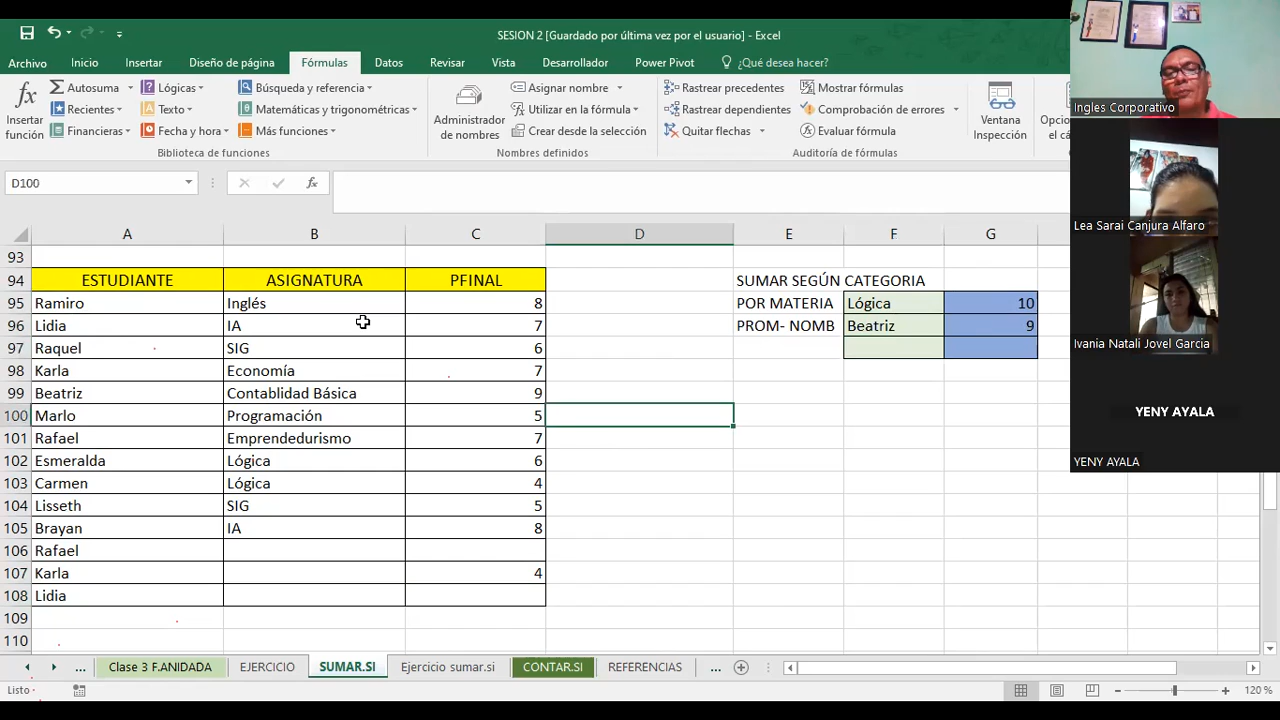 SESION 2 [Guardado por última vez por el usuario] - Excel
Archivo Inicio Insertar Diseño de página Fórmulas Datos Revisar Vista Desarrollador Power Pivot ¿Qué desea hacer?
fx Insertar función
Autosuma
Recientes
Financieras
Lógicas
Texto
Fecha y hora
Búsqueda y referencia
Matemáticas y trigonométricas
Más funciones
Biblioteca de funciones
Administrador de nombres
Asignar nombre
Utilizar en la fórmula
Crear desde la selección
Nombres definidos
Rastrear precedentes
Rastrear dependientes
Quitar flechas
Mostrar fórmulas
Comprobación de errores
Evaluar fórmula
Auditoría de fórmulas
Ventana Inspección
D100 fx
A B C D E F G
93
94 ESTUDIANTE ASIGNATURA PFINAL SUMAR SEGÚN CATEGORIA
95 Ramiro Inglés 8 POR MATERIA Lógica 10
96 Lidia IA 7 PROM- NOMB Beatriz 9
97 Raquel SIG 6
98 Karla Economía 7
99 Beatriz Contablidad Básica 9
100 Marlo Programación 5
101 Rafael Emprendedurismo 7
102 Esmeralda Lógica 6
103 Carmen Lógica 4
104 Lisseth SIG 5
105 Brayan IA 8
106 Rafael
107 Karla 4
108 Lidia
109
110
... Clase 3 F.ANIDADA EJERCICIO SUMAR.SI Ejercicio sumar.si CONTAR.SI REFERENCIAS ...
Listo 120 %
Ingles Corporativo
Lea Sarai Canjura Alfaro
Ivania Natali Jovel Garcia
YENY AYALA
YENY AYALA